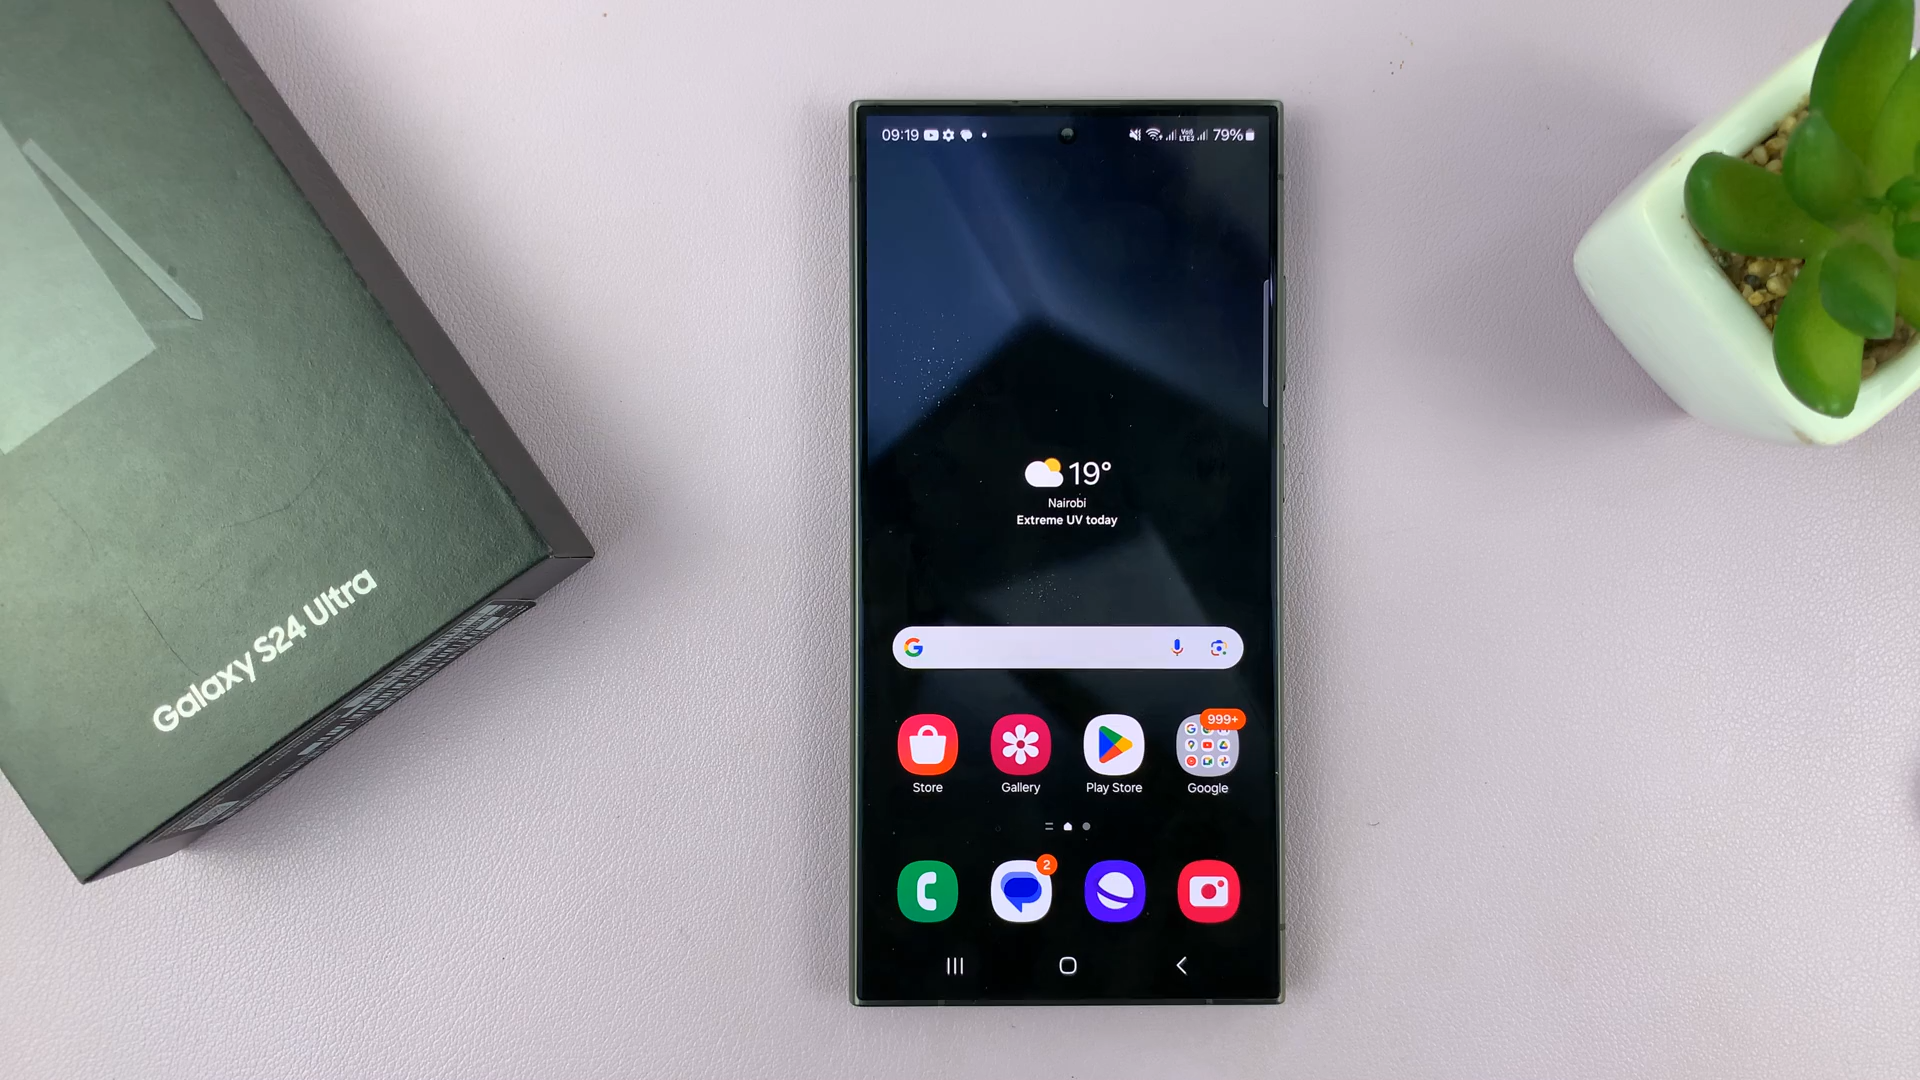 Galaxy S24 Ultra
09:19
79%
19°
Nairobi
Extreme UV today
G
999+
Store
Gallery
Play Store
Google
2